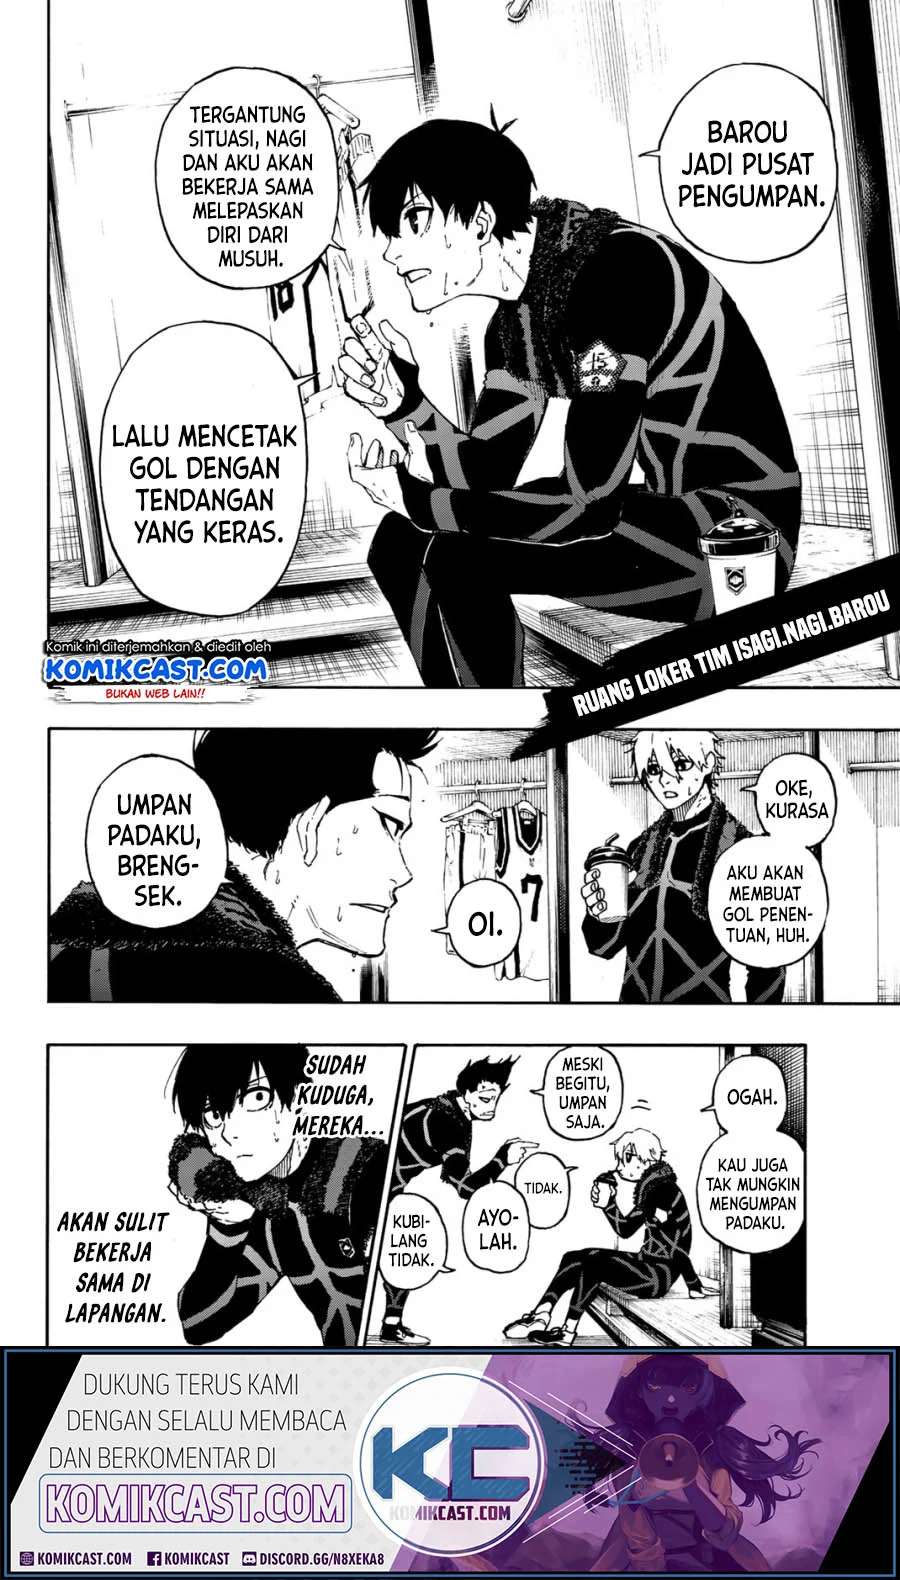 BAROU
JADI PUSAT
PENGUMPAN.
TERGANTUNG
SITUASI, NAGI
DAN AKU AKAN
BEKERJA SAMA
MELEPASKAN
DIRI DARI
MUSUH.
18
15
LALU MENCETAK
GOL DENGAN
TENDANGAN
YANG KERAS.
Komik ini diterjemahkan & diedit oleh
KOMIKCAST.COM
BUKAN WEB LAIN!!
RUANG LOKER TIM ISAGI.NAGI.BAROU
OKE,
KURASA
AKU AKAN
MEMBUAT
GOL PENEN-
TUAN, HUH.
7
OI.
UMPAN
PADAKU,
BRENG-
SEK.
OGAH.
KAU JUGA
TAK MUNGKIN
MENGUMPAN
PADAKU.
MESKI
BEGITU,
UMPAN
SAJA.
TIDAK.
AYO-
LAH.
KUBI-
LANG
TIDAK.
SUDAH
KUDUGA,
MEREKA...
AKAN SULIT
BEKERJA
SAMA DI
LAPANGAN.
DUKUNG TERUS KAMI
DENGAN SELALU MEMBACA
DAN BERKOMENTAR DI
KOMIKCAST.COM
KC
KOMIKCAST.COM
KOMIKCAST.COM
KOMIKCAST
DISCORD.GG/N8XEKA8